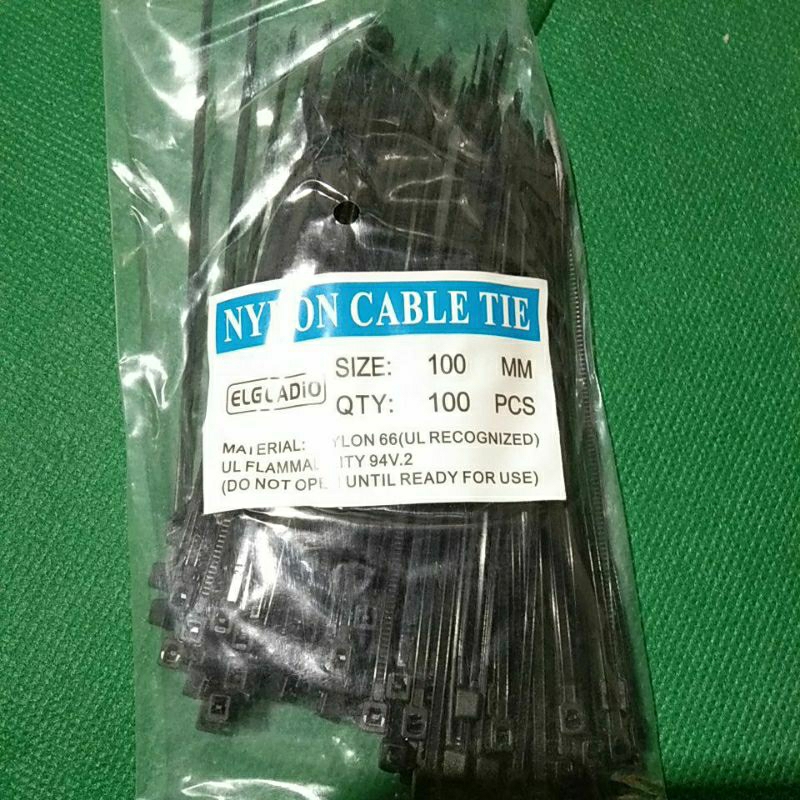 NYLON CABLE TIE
SIZE: 100 MM
ELGLADiO
QTY: 100 PCS
MATERIAL: NYLON 66(UL RECOGNIZED)
UL FLAMMABILITY 94V.2
(DO NOT OPEN UNTIL READY FOR USE)